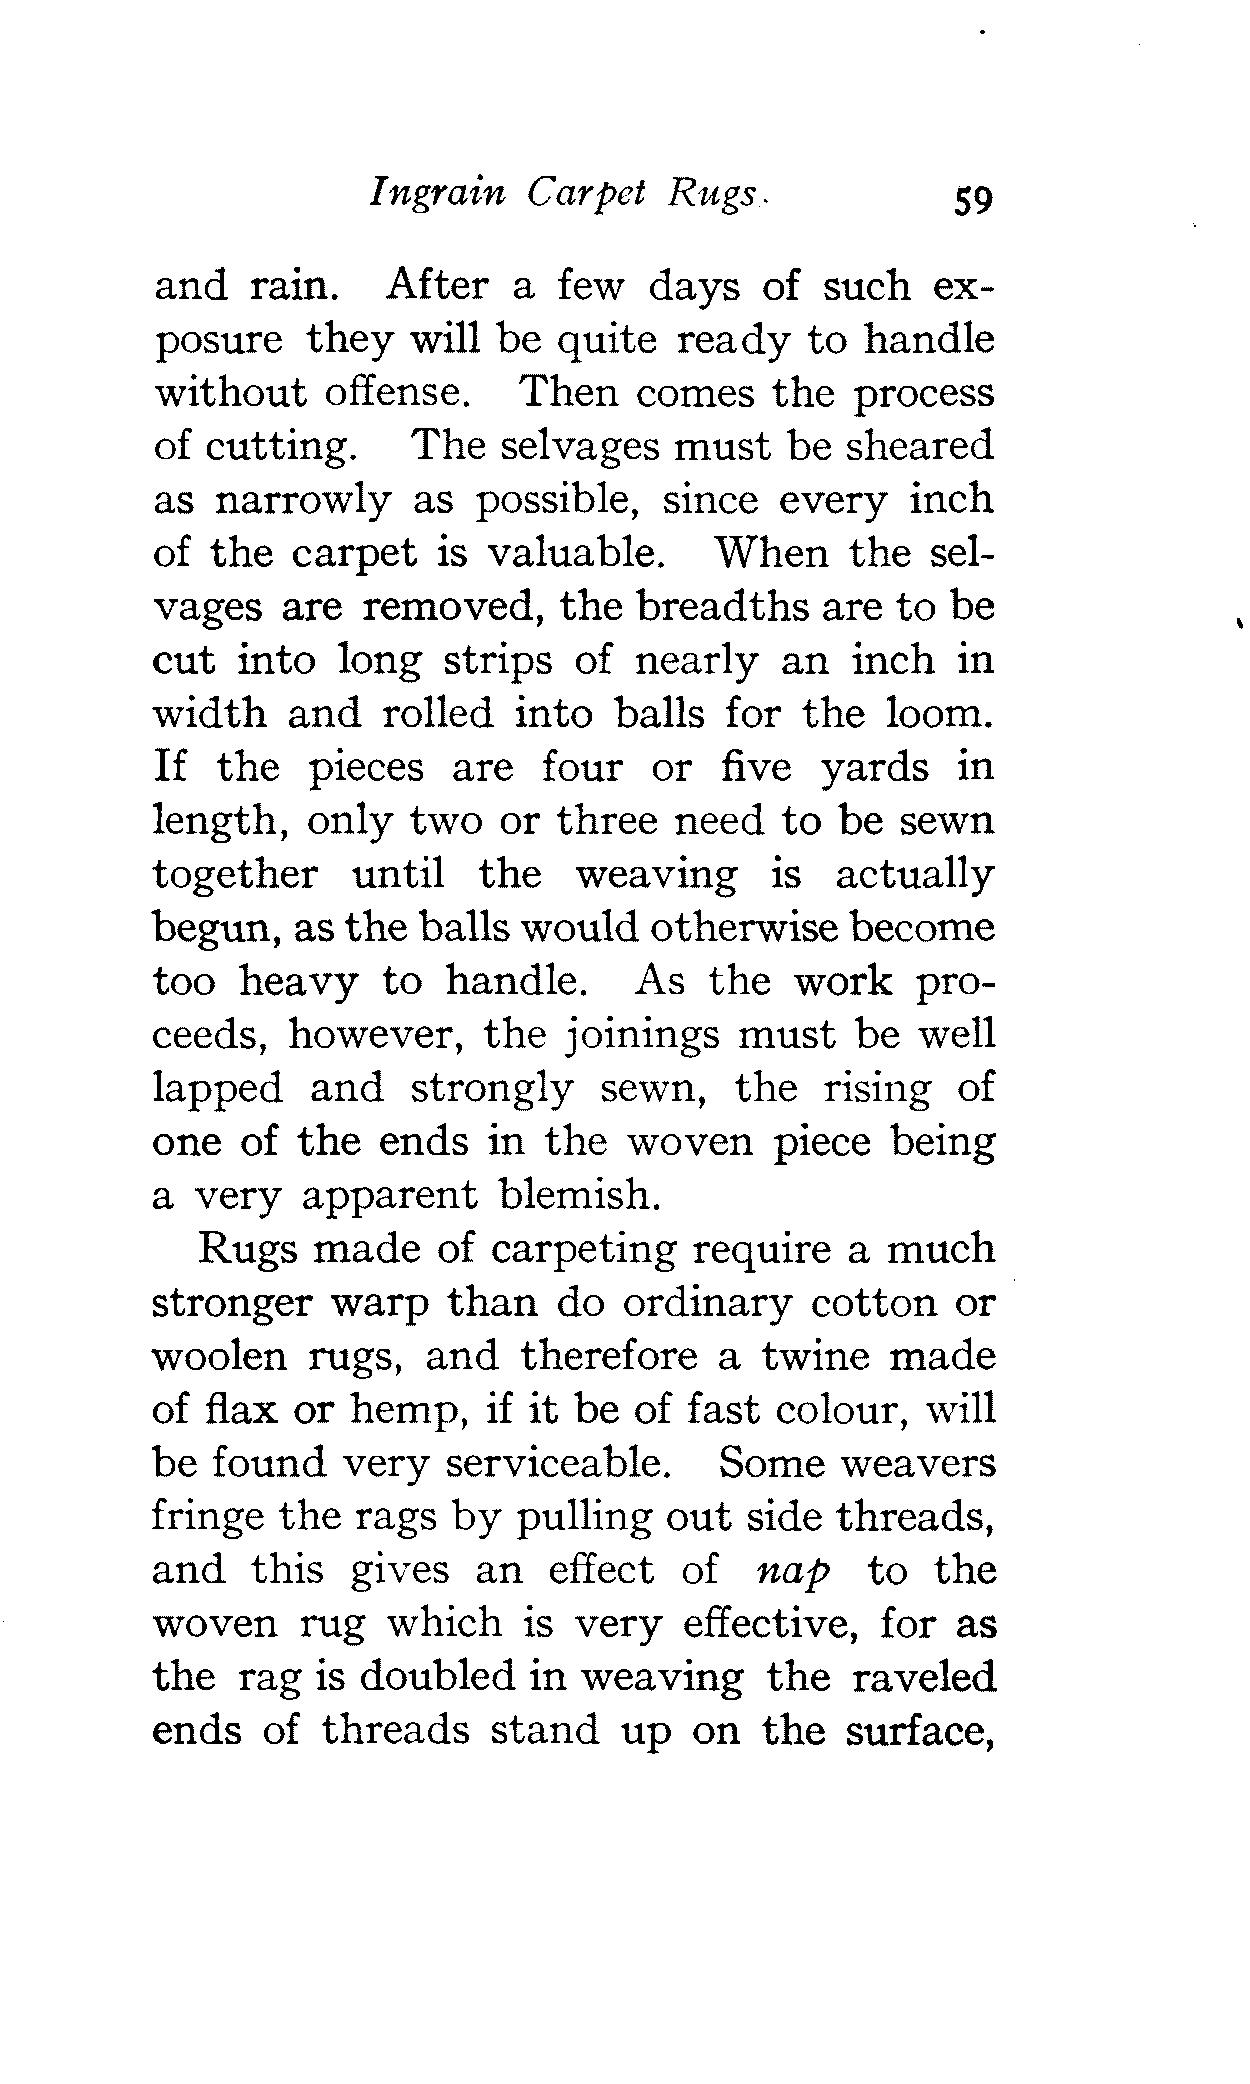 Ingrain Carpet Rugs. 59
and rain. After a few days of such ex-
posure they will be quite ready to handle
without offense. Then comes the process
of cutting. The selvages must be sheared
as narrowly as possible, since every inch
of the carpet is valuable. When the sel-
vages are removed, the breadths are to be
cut into long strips of nearly an inch in
width and rolled into balls for the loom.
If the pieces are four or five yards in
length, only two or three need to be sewn
together until the weaving is actually
begun, as the balls would otherwise become
too heavy to handle. As the work pro-
ceeds, however, the joinings must be well
lapped and strongly sewn, the rising of
one of the ends in the woven piece being
a very apparent blemish.
Rugs made of carpeting require a much
stronger warp than do ordinary cotton or
woolen rugs, and therefore a twine made
of flax or hemp, if it be of fast colour, will
be found very serviceable. Some weavers
fringe the rags by pulling out side threads,
and this gives an effect of nap to the
woven rug which is very effective, for as
the rag is doubled in weaving the raveled
ends of threads stand up on the surface,